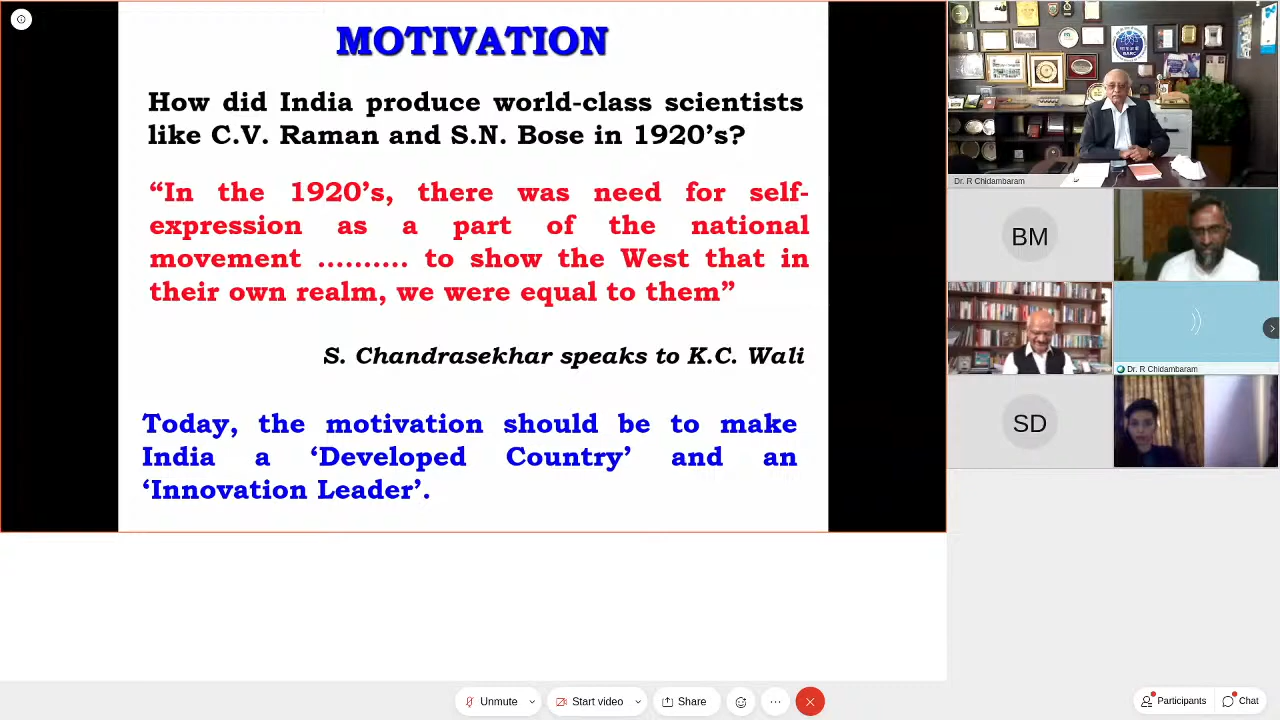 MOTIVATION
How did India produce world-class scientists
like C.V. Raman and S.N. Bose in 1920’s?
“In the 1920’s, there was need for self-
expression as a part of the national
movement .......... to show the West that in
their own realm, we were equal to them”
S. Chandrasekhar speaks to K.C. Wali
Today, the motivation should be to make
India a ‘Developed Country’ and an
‘Innovation Leader’.
BARC
Dr. R Chidambaram
BM
Dr. R Chidambaram
SD
Unmute
Start video
Share
Participants
Chat